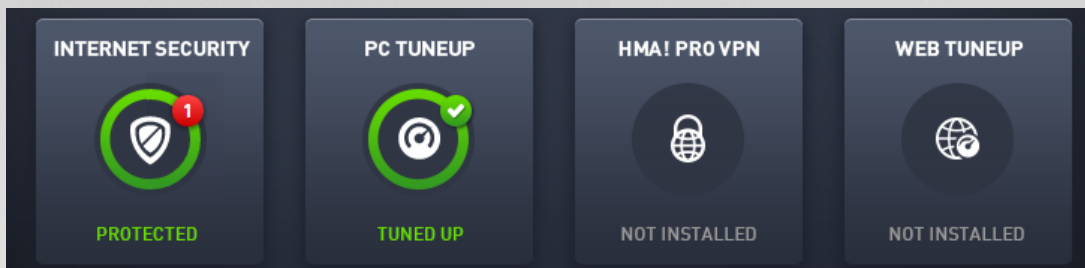 INTERNET SECURITY
1
PROTECTED
PC TUNEUP
TUNED UP
HMA! PRO VPN
NOT INSTALLED
WEB TUNEUP
NOT INSTALLED